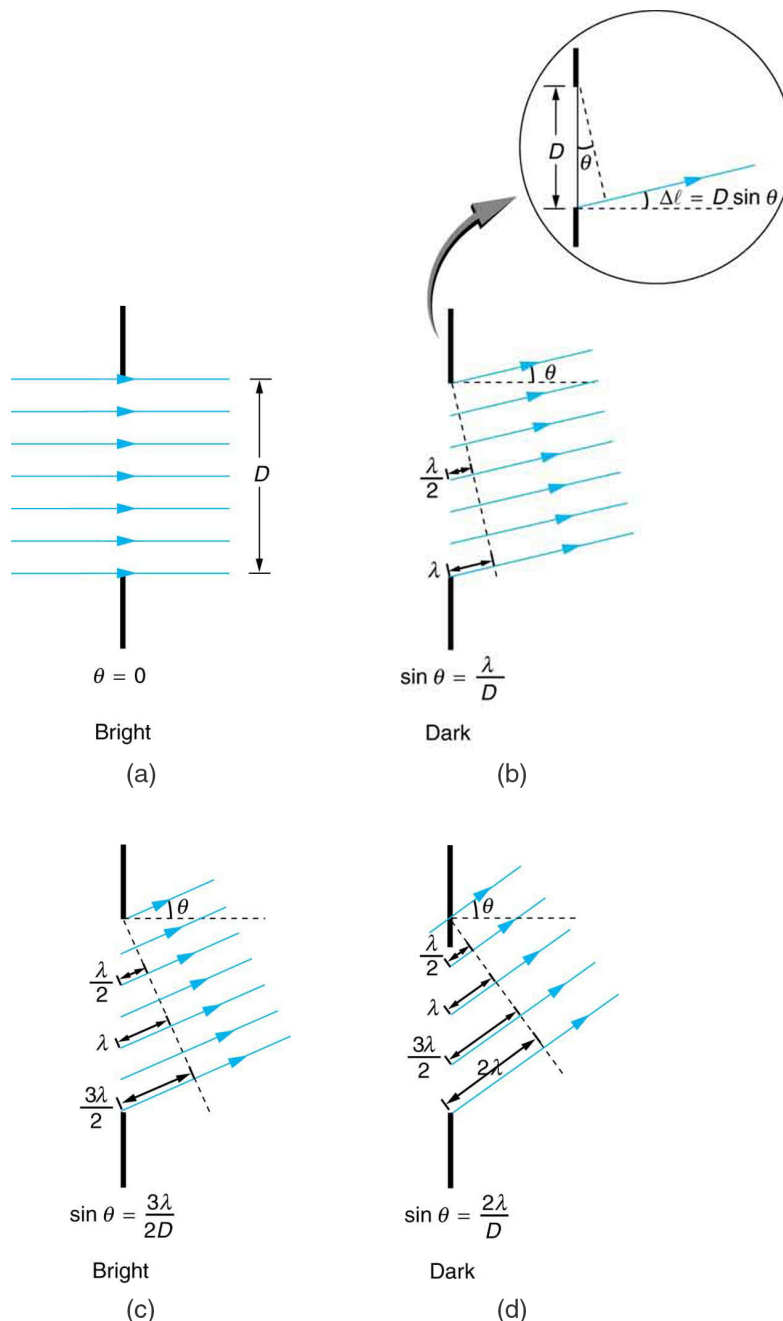 D
θ
Δℓ = D sin θ
D
θ = 0
Bright
(a)
θ
λ/2
λ
sin θ = λ/D
Dark
(b)
θ
λ/2
λ
3λ/2
sin θ = 3λ/2D
Bright
(c)
θ
λ/2
λ
3λ/2
2λ
sin θ = 2λ/D
Dark
(d)